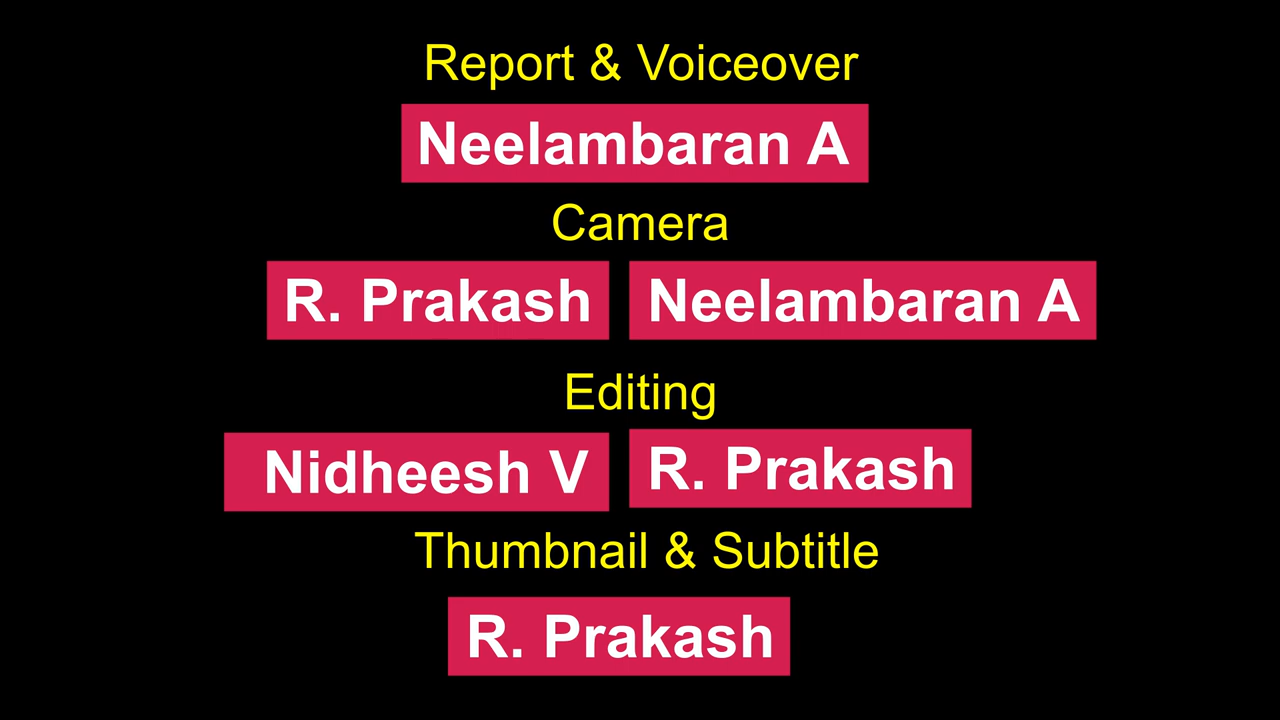 Report & Voiceover
Neelambaran A
Camera
R. Prakash Neelambaran A
Editing
Nidheesh V R. Prakash
Thumbnail & Subtitle
R. Prakash